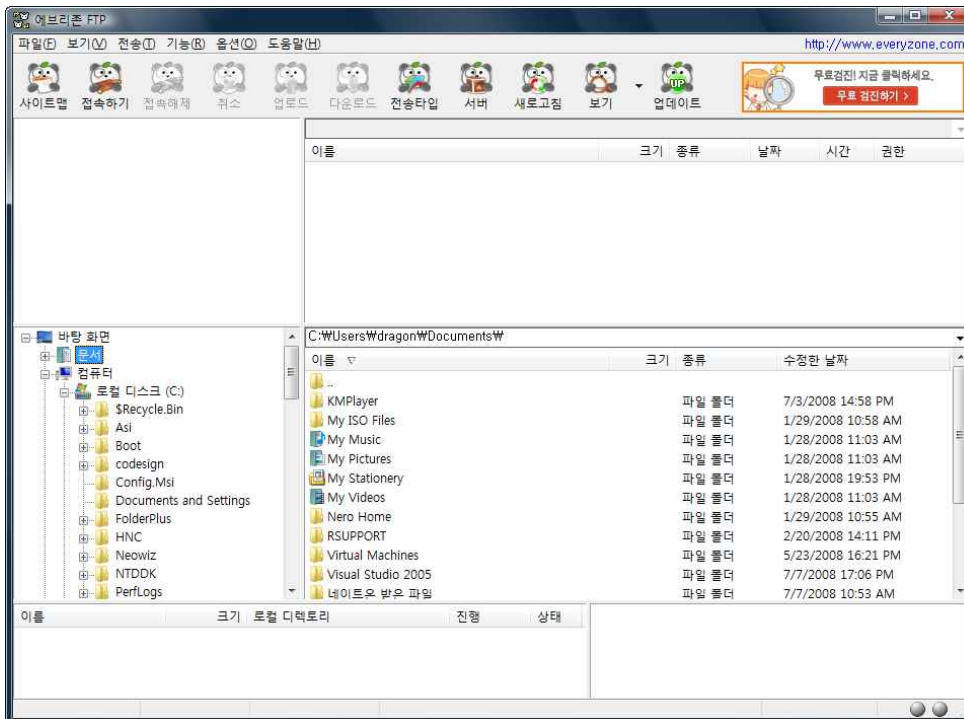 에브리존 FTP
파일(F) 보기(V) 전송(T) 기능(R) 옵션(O) 도움말(H)
http://www.everyzone.com
사이트맵 접속하기 접속해제 취소 업로드 다운로드 전송타입 서버 새로고침 보기 업데이트
UP
무료검진! 지금 클릭하세요.
무료 검진하기 >
이름 크기 종류 날짜 시간 권한
바탕 화면
문서
컴퓨터
로컬 디스크 (C:)
$Recycle.Bin
Asi
Boot
codesign
Config.Msi
Documents and Settings
FolderPlus
HNC
Neowiz
NTDDK
PerfLogs
C:₩Users₩dragon₩Documents₩
이름 크기 종류 수정한 날짜
..
KMPlayer 파일 폴더 7/3/2008 14:58 PM
My ISO Files 파일 폴더 1/29/2008 10:58 AM
My Music 파일 폴더 1/28/2008 11:03 AM
My Pictures 파일 폴더 1/28/2008 11:03 AM
My Stationery 파일 폴더 1/28/2008 19:53 PM
My Videos 파일 폴더 1/28/2008 11:03 AM
Nero Home 파일 폴더 1/29/2008 10:55 AM
RSUPPORT 파일 폴더 2/20/2008 14:11 PM
Virtual Machines 파일 폴더 5/23/2008 16:21 PM
Visual Studio 2005 파일 폴더 7/7/2008 17:06 PM
네이트온 받은 파일 파일 폴더 7/7/2008 10:53 AM
이름 크기 로컬 디렉토리 진행 상태